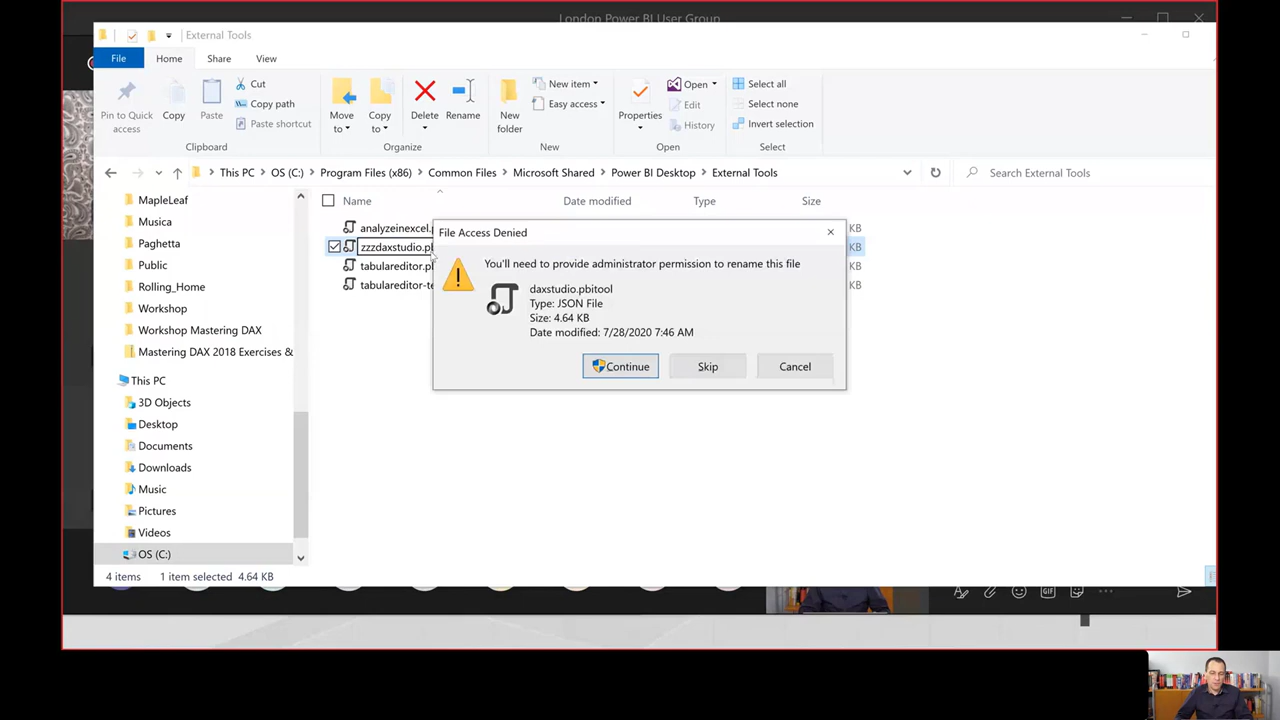 London Power BI User Group
External Tools
File
Home
Share
View
Pin to Quick
access
Copy
Paste
Cut
Copy path
Paste shortcut
Clipboard
Move
to
Copy
to
Delete
Rename
Organize
New
folder
New item
Easy access
New
Properties
Open
Edit
History
Open
Select all
Select none
Invert selection
Select
This PC
OS (C:)
Program Files (x86)
Common Files
Microsoft Shared
Power BI Desktop
External Tools
Search External Tools
MapleLeaf
Musica
Paghetta
Public
Rolling_Home
Workshop
Workshop Mastering DAX
Mastering DAX 2018 Exercises &
This PC
3D Objects
Desktop
Documents
Downloads
Music
Pictures
Videos
OS (C:)
Name
Date modified
Type
Size
analyzeinexcel.
KB
zzzdaxstudio.pb
KB
tabulareditor.pb
KB
tabulareditor-te
KB
File Access Denied
You'll need to provide administrator permission to rename this file
daxstudio.pbitool
Type: JSON File
Size: 4.64 KB
Date modified: 7/28/2020 7:46 AM
Continue
Skip
Cancel
4 items
1 item selected 4.64 KB
GIF